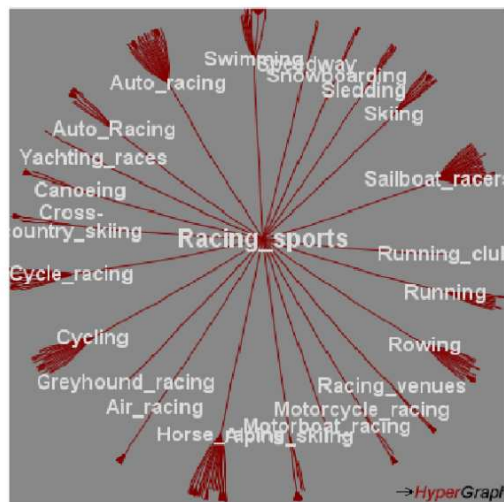 Swimming
Speedway
Snowboarding
Auto_racing
Sledding
Skiing
Auto_Racing
Yachting_races
Sailboat_racers
Canoeing
Cross-
country_skiing
Racing_sports
Running_club
Cycle_racing
Running
Cycling
Rowing
Greyhound_racing
Racing_venues
Air_racing
Motorcycle_racing
Motorboat_racing
Alpine_skiing
→HyperGraph